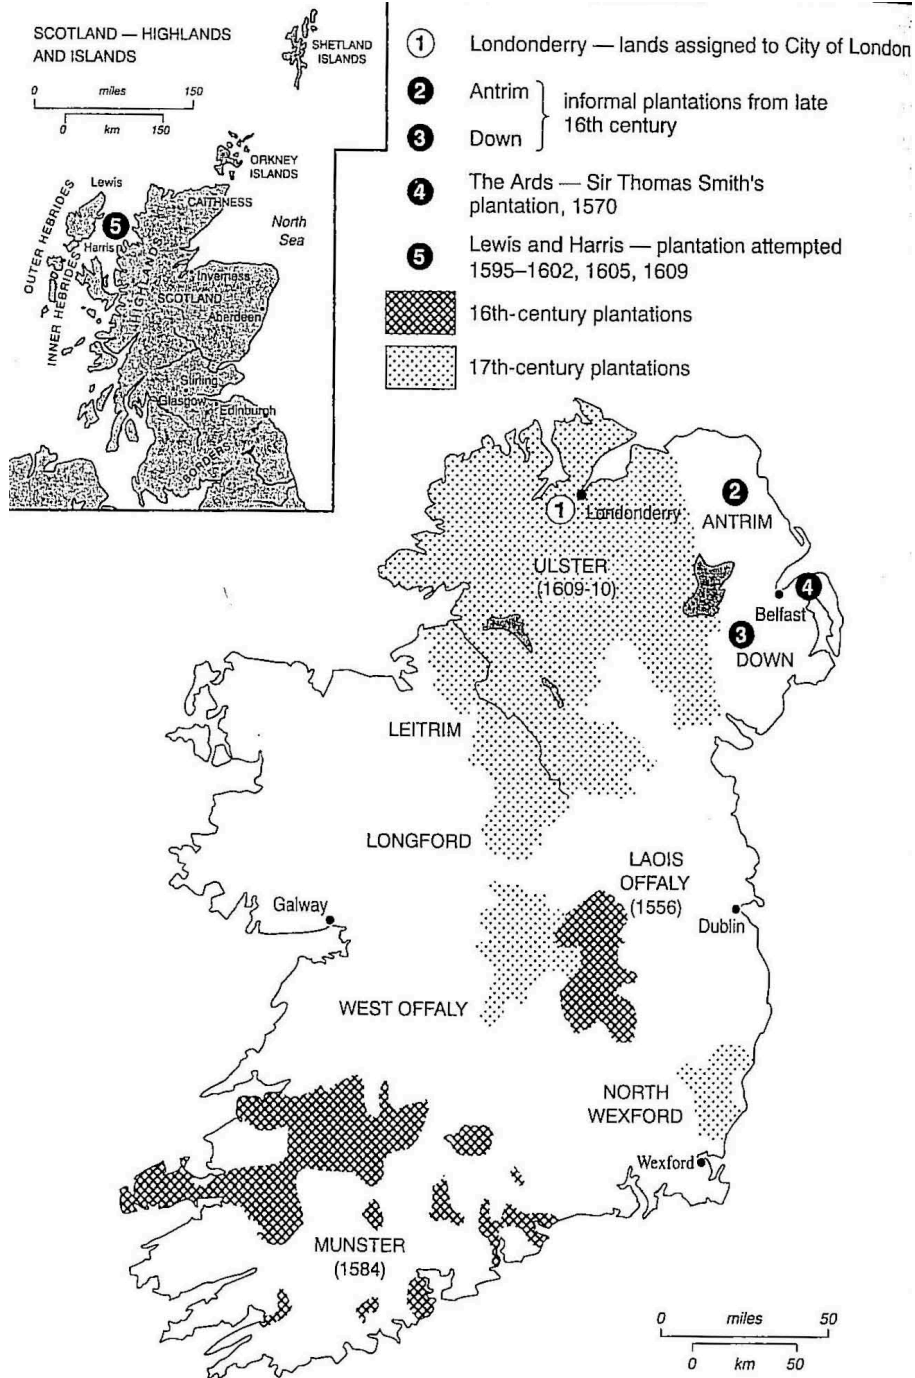 SCOTLAND — HIGHLANDS
AND ISLANDS
0 miles 150
0 km 150
SHETLAND
ISLANDS
ORKNEY
ISLANDS
Lewis
CAITHNESS
5
North
Sea
Harris
OUTER HEBRIDES
INNER HEBRIDES
HIGHLANDS
Inverness
SCOTLAND
Aberdeen
Stirling
Glasgow
Edinburgh
BORDERS
1 Londonderry — lands assigned to City of London
2 Antrim
3 Down
informal plantations from late
16th century
4 The Ards — Sir Thomas Smith's
plantation, 1570
5 Lewis and Harris — plantation attempted
1595–1602, 1605, 1609
16th-century plantations
17th-century plantations
2
1 Londonderry
ANTRIM
ULSTER
(1609-10)
4
Belfast
3
DOWN
LEITRIM
LONGFORD
LAOIS
OFFALY
(1556)
Galway
Dublin
WEST OFFALY
NORTH
WEXFORD
Wexford
MUNSTER
(1584)
0 miles 50
0 km 50